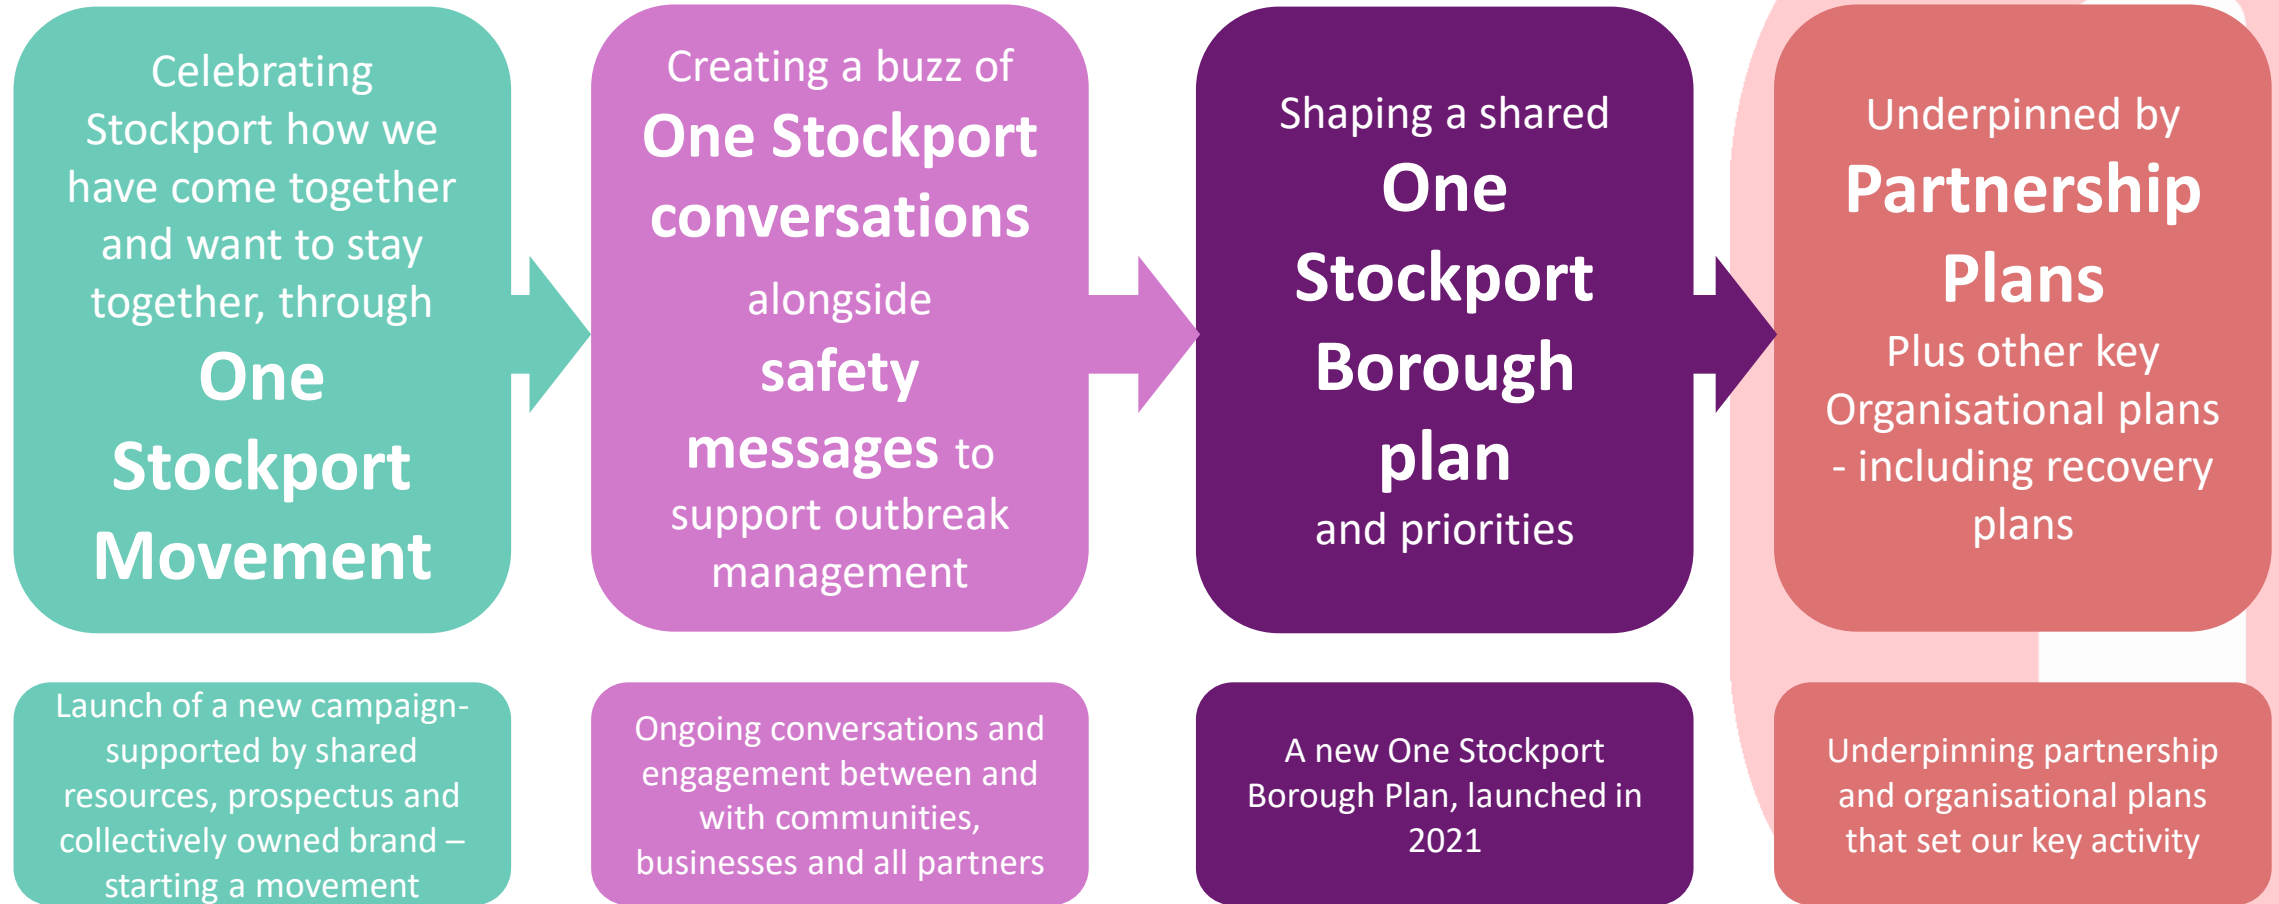 Celebrating
Stockport how we
have come together
and want to stay
together, through
One
Stockport
Movement
Creating a buzz of
One Stockport
conversations
alongside
safety
messages to
support outbreak
management
Shaping a shared
One
Stockport
Borough
plan
and priorities
Underpinned by
Partnership
Plans
Plus other key
Organisational plans
- including recovery
plans
Launch of a new campaign-
supported by shared
resources, prospectus and
collectively owned brand –
starting a movement
Ongoing conversations and
engagement between and
with communities,
businesses and all partners
A new One Stockport
Borough Plan, launched in
2021
Underpinning partnership
and organisational plans
that set our key activity